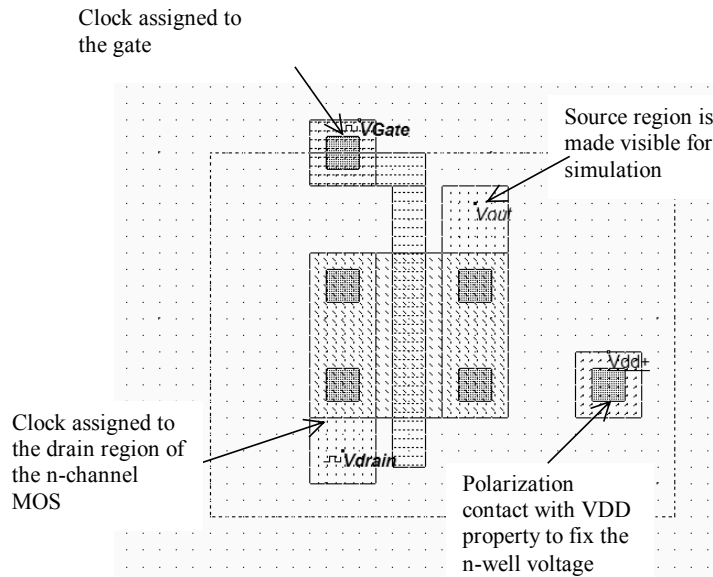 Clock assigned to
the gate
VGate
Source region is
made visible for
simulation
Vout
Vdd+
Clock assigned to
the drain region of
the n-channel
MOS
Vdrain
Polarization
contact with VDD
property to fix the
n-well voltage